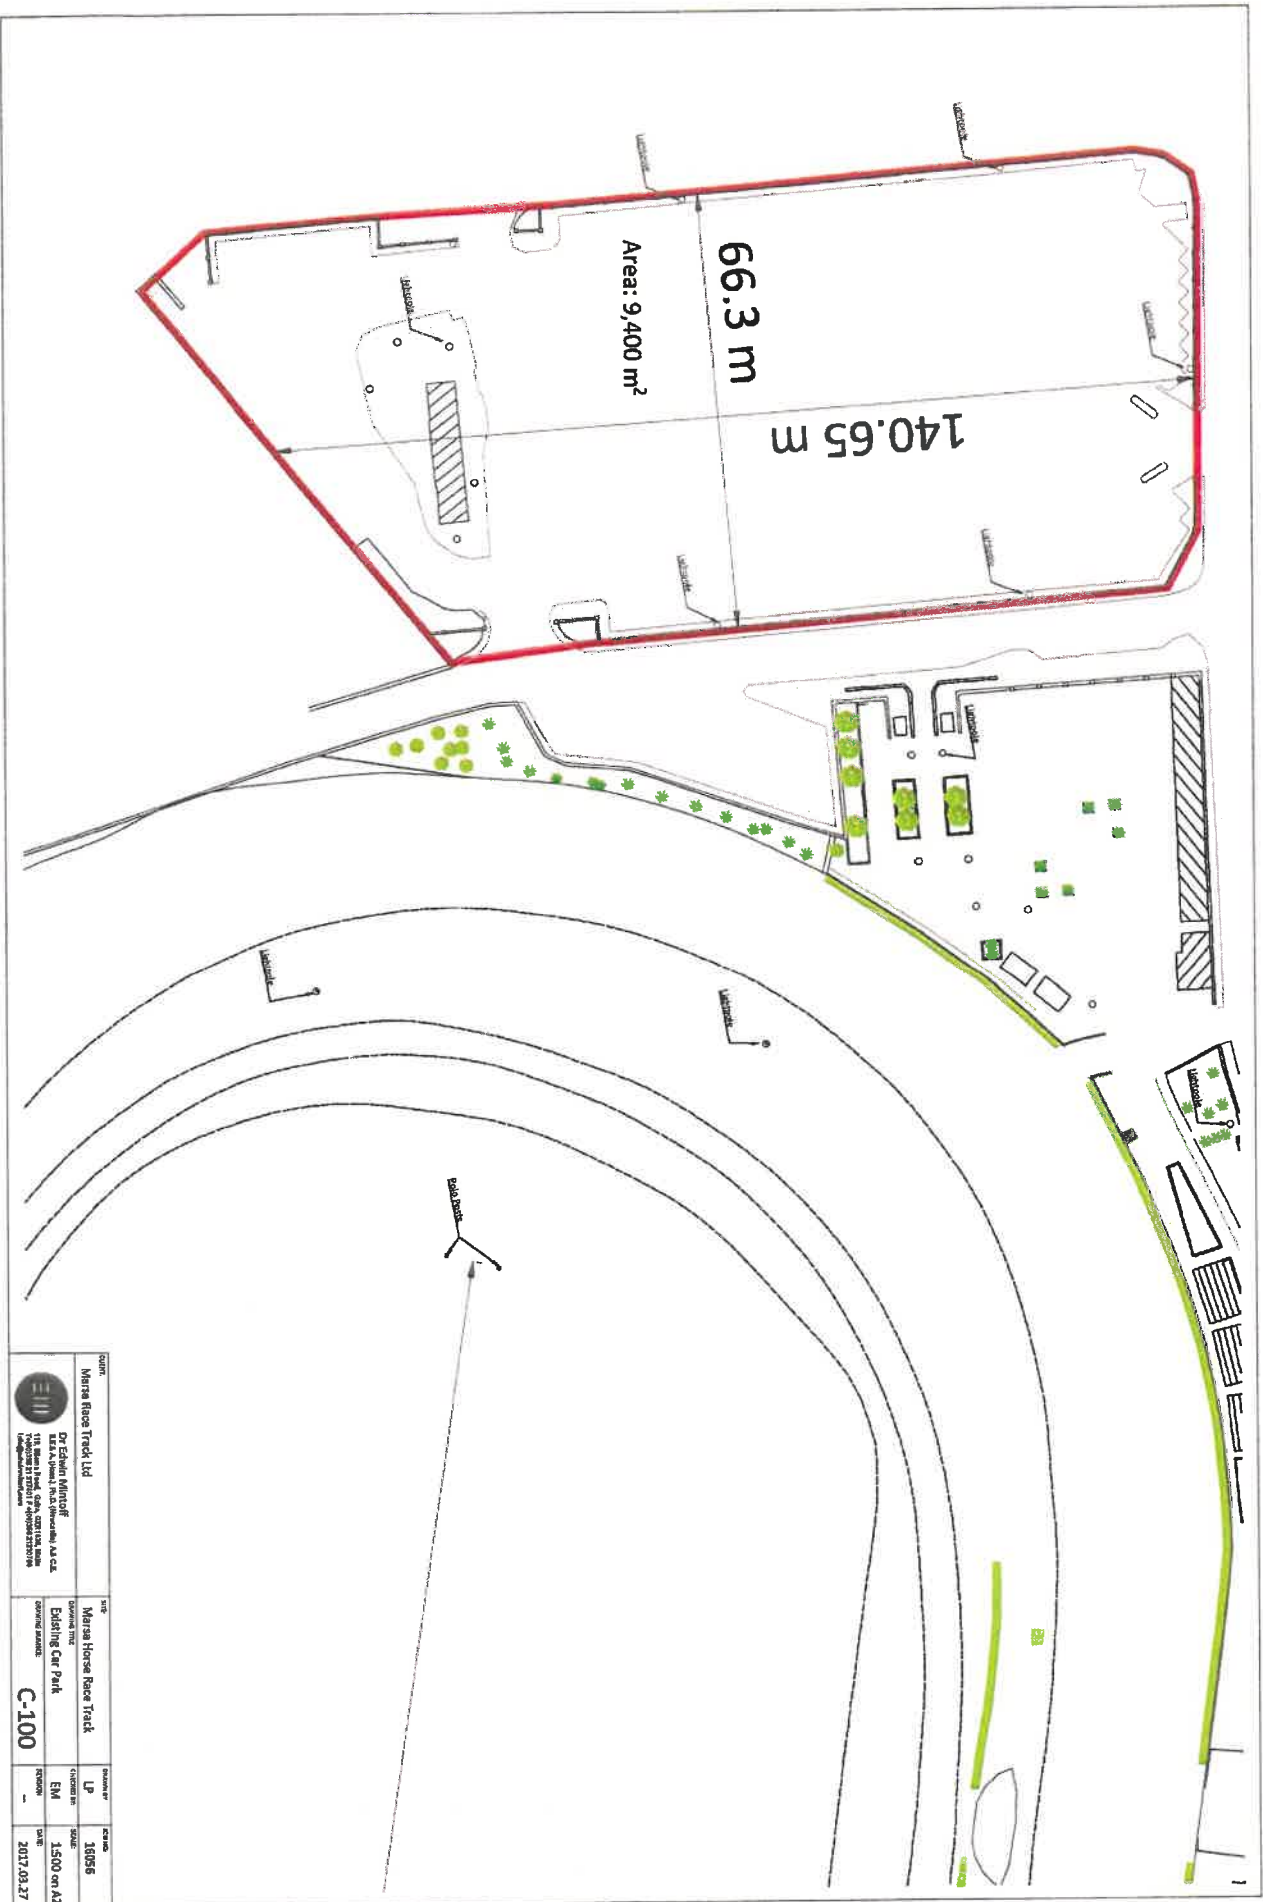 Lightpole
Lightpole
Lightpole
66.3 m
Area: 9,400 m²
140.65 m
Lightpole
Lightpole
Lightpole
Lightpole
Lightpole
Lightpole
Lightpole
Polo Posts
CLIENT:
Marsa Race Track Ltd
Dr Edwin Mintoff
SITE:
Marsa Horse Race Track
DRAWING TITLE
Existing Car Park
DRAWING NUMBER:
C-100
DRAWN BY
LP
CHECKED BY:
EM
REVISION
–
JOB NO:
16056
SCALE:
1:500 on A2
DATE:
2017.03.27